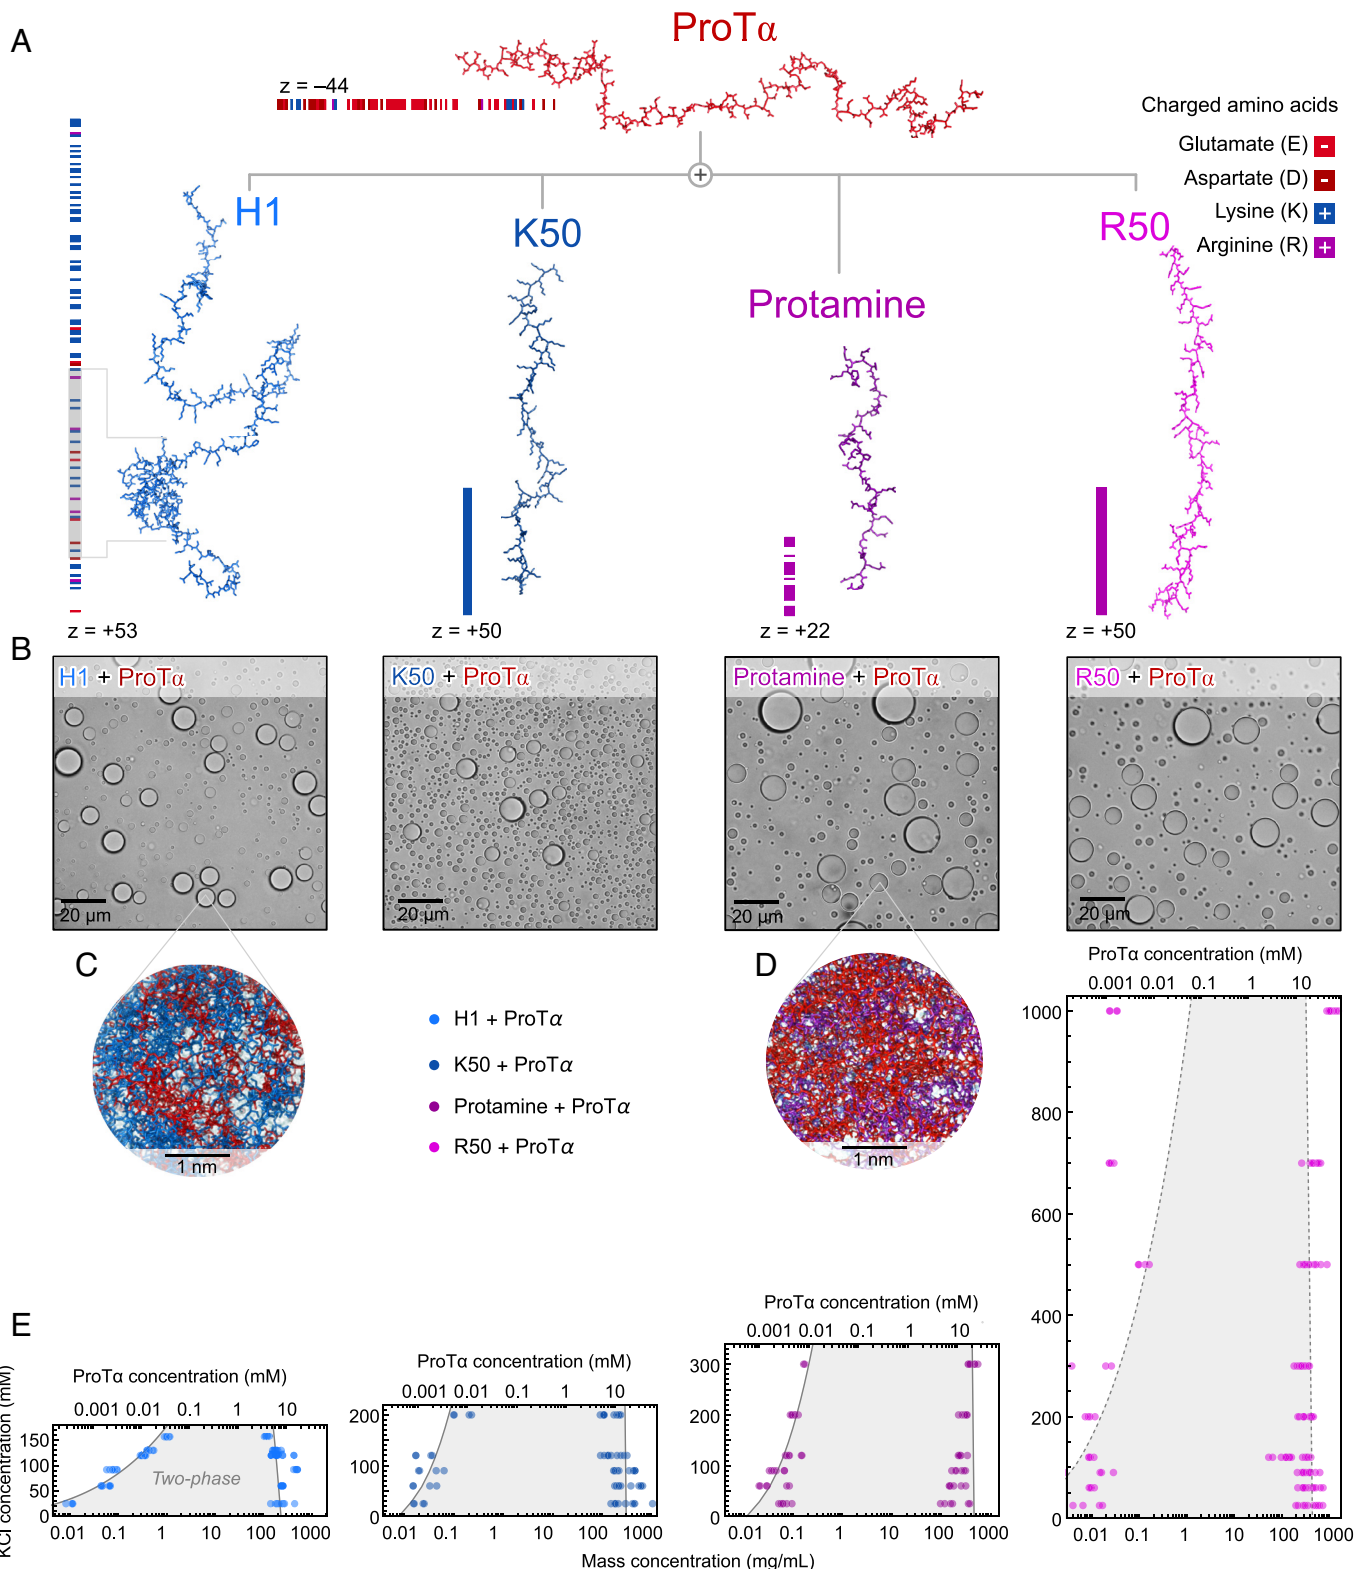 A
ProTα
z = –44
Charged amino acids
Glutamate (E) -
Aspartate (D) -
Lysine (K) +
Arginine (R) +
+
H1
K50
Protamine
R50
z = +53
z = +50
z = +22
z = +50
B
H1 + ProTα
K50 + ProTα
Protamine + ProTα
R50 + ProTα
20 µm
20 µm
20 µm
20 µm
C
1 nm
H1 + ProTα
K50 + ProTα
Protamine + ProTα
R50 + ProTα
D
1 nm
E
KCl concentration (mM)
ProTα concentration (mM)
0.001 0.01 0.1 1 10
150
100
50
0
Two-phase
0.01 0.1 1 10 100 1000
ProTα concentration (mM)
0.001 0.01 0.1 1 10
200
100
0
0.01 0.1 1 10 100 1000
ProTα concentration (mM)
0.001 0.01 0.1 1 10
300
200
100
0
0.01 0.1 1 10 100 1000
ProTα concentration (mM)
0.001 0.01 0.1 1 10
1000
800
600
400
200
0
0.01 0.1 1 10 100 1000
Mass concentration (mg/mL)